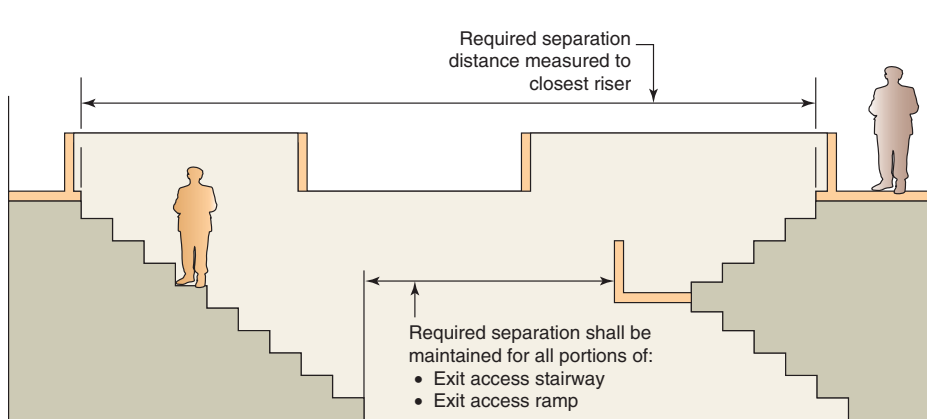 Required separation
distance measured to
closest riser
Required separation shall be
maintained for all portions of:
• Exit access stairway
• Exit access ramp